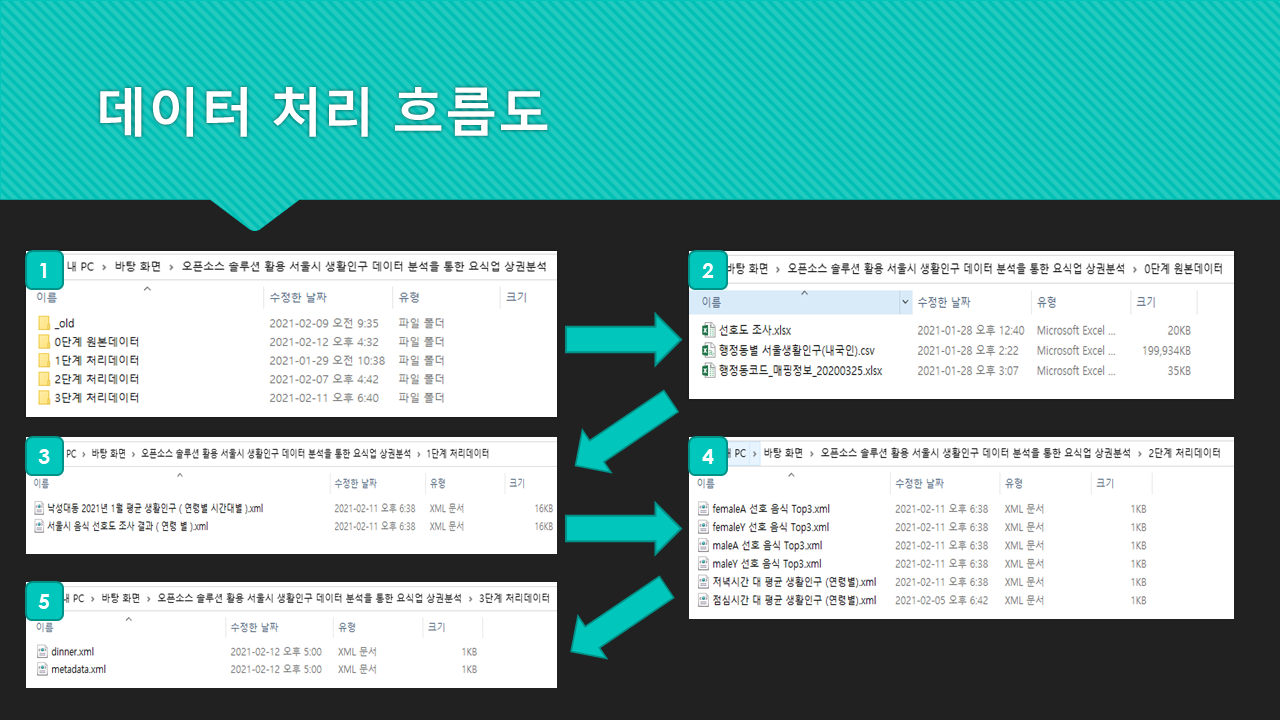 데이터 처리 흐름도
1
내 PC › 바탕 화면 › 오픈소스 솔루션 활용 서울시 생활인구 데이터 분석을 통한 요식업 상권분석
이름 수정한 날짜 유형 크기
_old 2021-02-09 오전 9:35 파일 폴더
0단계 원본데이터 2021-02-12 오후 4:32 파일 폴더
1단계 처리데이터 2021-01-29 오전 10:38 파일 폴더
2단계 처리데이터 2021-02-07 오후 4:42 파일 폴더
3단계 처리데이터 2021-02-11 오후 6:40 파일 폴더
2
바탕 화면 › 오픈소스 솔루션 활용 서울시 생활인구 데이터 분석을 통한 요식업 상권분석 › 0단계 원본데이터
이름 수정한 날짜 유형 크기
선호도 조사.xlsx 2021-01-28 오후 12:40 Microsoft Excel ... 20KB
행정동별 서울생활인구(내국인).csv 2021-01-28 오후 2:22 Microsoft Excel ... 199,934KB
행정동코드_매핑정보_20200325.xlsx 2021-01-28 오후 3:07 Microsoft Excel ... 35KB
3
PC › 바탕 화면 › 오픈소스 솔루션 활용 서울시 생활인구 데이터 분석을 통한 요식업 상권분석 › 1단계 처리데이터
이름 수정한 날짜 유형 크기
낙성대동 2021년 1월 평균 생활인구 ( 연령별 시간대별 ).xml 2021-02-11 오후 6:38 XML 문서 16KB
서울시 음식 선호도 조사 결과 ( 연령 별 ).xml 2021-02-11 오후 6:38 XML 문서 16KB
4
내 PC › 바탕 화면 › 오픈소스 솔루션 활용 서울시 생활인구 데이터 분석을 통한 요식업 상권분석 › 2단계 처리데이터
이름 수정한 날짜 유형 크기
femaleA 선호 음식 Top3.xml 2021-02-11 오후 6:38 XML 문서 1KB
femaleY 선호 음식 Top3.xml 2021-02-11 오후 6:38 XML 문서 1KB
maleA 선호 음식 Top3.xml 2021-02-11 오후 6:38 XML 문서 1KB
maleY 선호 음식 Top3.xml 2021-02-11 오후 6:38 XML 문서 1KB
저녁시간 대 평균 생활인구 (연령별).xml 2021-02-11 오후 6:38 XML 문서 1KB
점심시간 대 평균 생활인구 (연령별).xml 2021-02-05 오후 6:42 XML 문서 1KB
5
내 PC › 바탕 화면 › 오픈소스 솔루션 활용 서울시 생활인구 데이터 분석을 통한 요식업 상권분석 › 3단계 처리데이터
이름 수정한 날짜 유형 크기
dinner.xml 2021-02-12 오후 5:00 XML 문서 1KB
metadata.xml 2021-02-12 오후 5:00 XML 문서 1KB